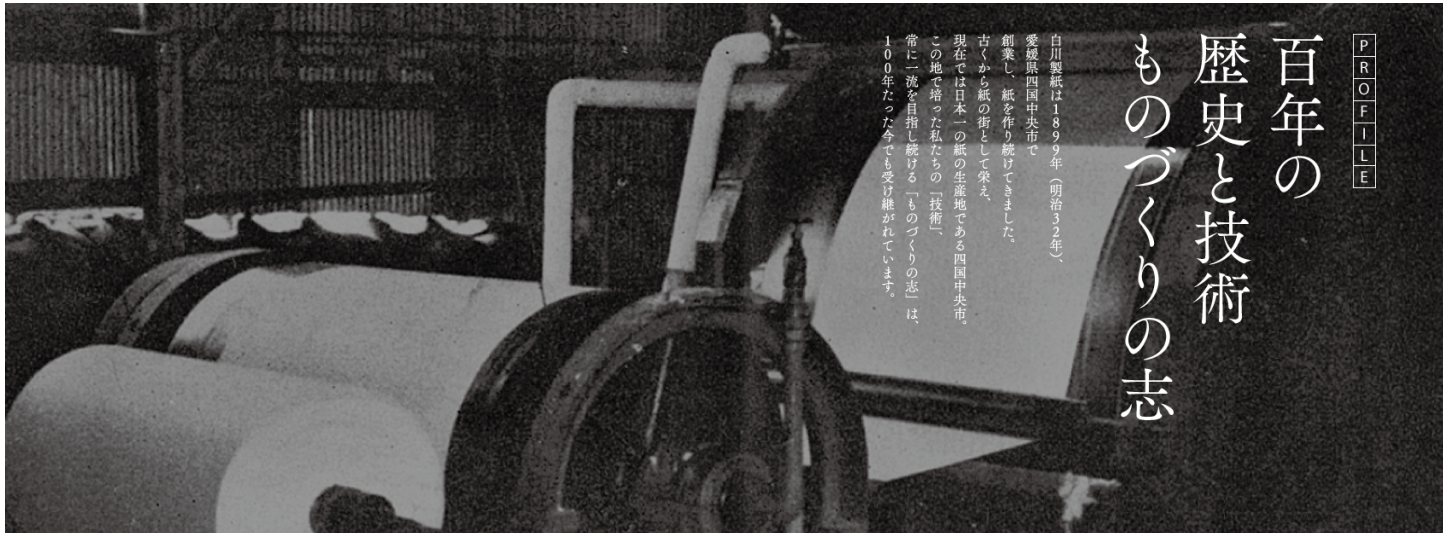 PROFILE
百年の
歴史と技術
ものづくりの志
白川製紙は1899年（明治32年）、
愛媛県四国中央市で
創業し、紙を作り続けてきました。
古くから紙の街として栄え、
現在では日本一の紙の生産地である四国中央市。
この地で培った私たちの「技術」、
常に一流を目指し続ける「ものづくりの志」は、
100年たった今でも受け継がれています。